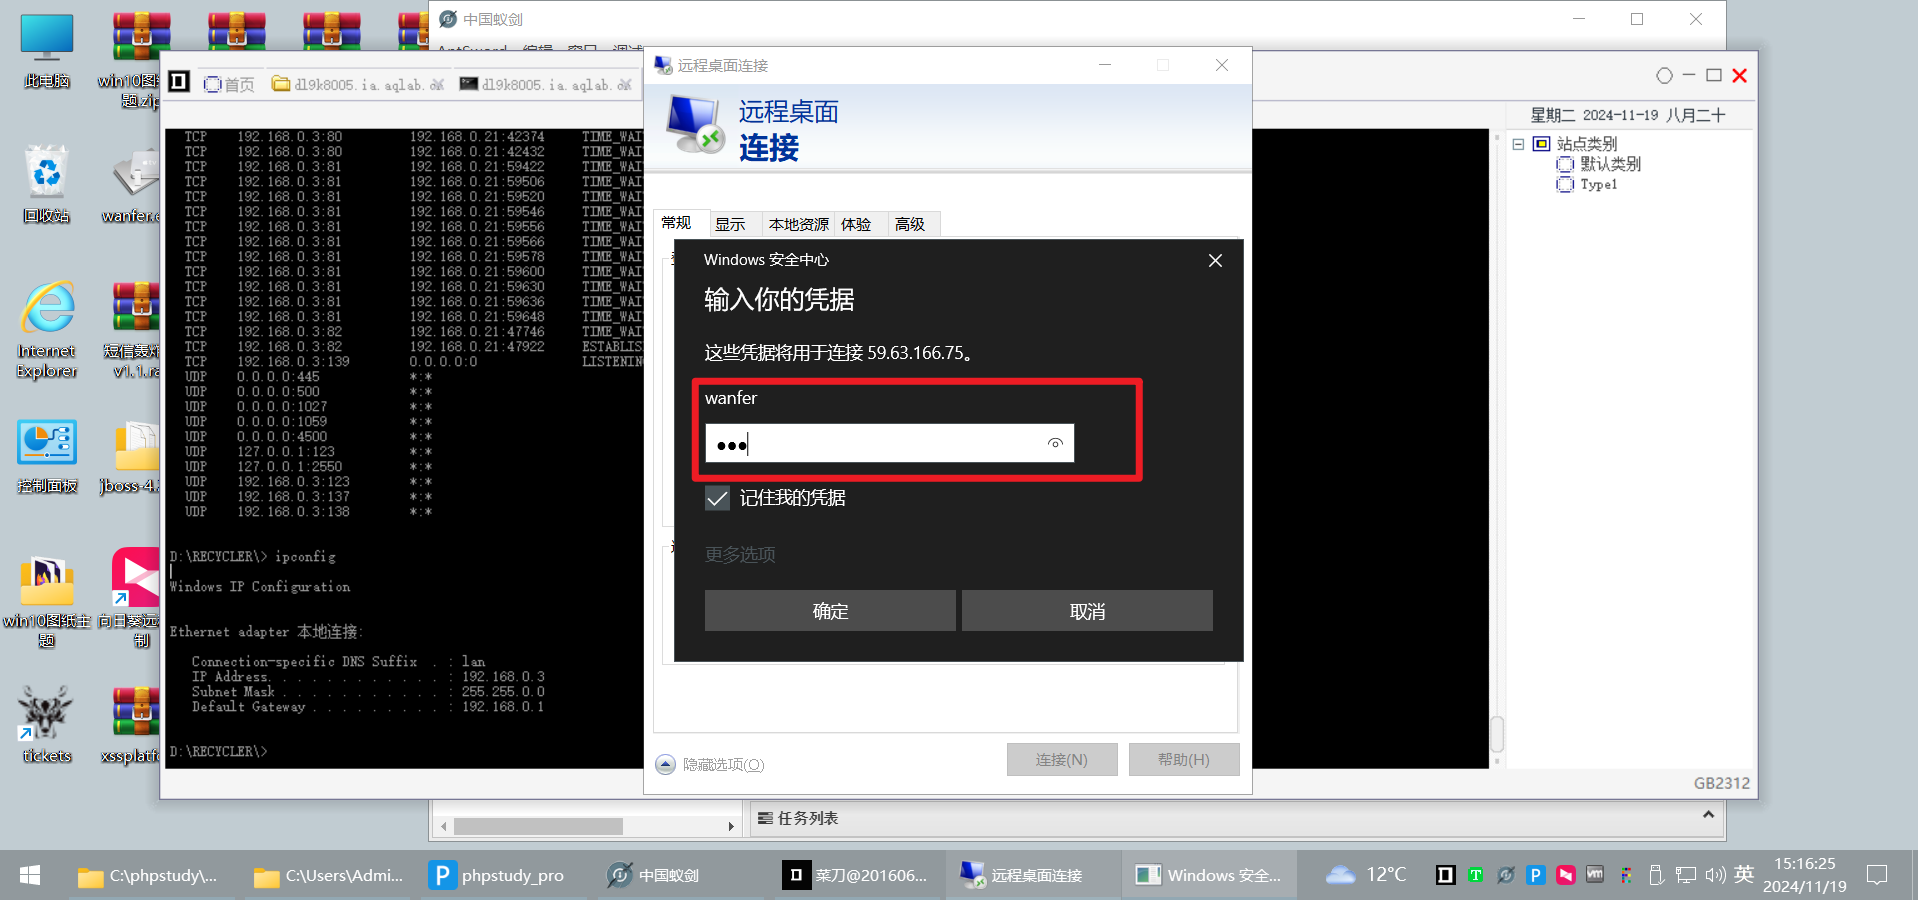 此电脑
win10图纸
题.zip
回收站
wanfer.e
Internet
Explorer
短信轰炸
v1.1.ra
控制面板
jboss-4.
win10图纸主
题
向日葵远
制
tickets
xssplatfo
中国蚁剑
AntSword 编辑 窗口 调试
首页
dl9k8005.ia.aqlab.c
dl9k8005.ia.aqlab.c
TCP 192.168.0.3:80 192.168.0.21:42374 TIME_WAI
TCP 192.168.0.3:80 192.168.0.21:42432 TIME_WAI
TCP 192.168.0.3:81 192.168.0.21:59422 TIME_WAI
TCP 192.168.0.3:81 192.168.0.21:59506 TIME_WAI
TCP 192.168.0.3:81 192.168.0.21:59520 TIME_WAI
TCP 192.168.0.3:81 192.168.0.21:59546 TIME_WAI
TCP 192.168.0.3:81 192.168.0.21:59556 TIME_WAI
TCP 192.168.0.3:81 192.168.0.21:59566 TIME_WAI
TCP 192.168.0.3:81 192.168.0.21:59578 TIME_WAI
TCP 192.168.0.3:81 192.168.0.21:59600 TIME_WAI
TCP 192.168.0.3:81 192.168.0.21:59630 TIME_WAI
TCP 192.168.0.3:81 192.168.0.21:59636 TIME_WAI
TCP 192.168.0.3:81 192.168.0.21:59648 TIME_WAI
TCP 192.168.0.3:82 192.168.0.21:47746 TIME_WAI
TCP 192.168.0.3:82 192.168.0.21:47922 ESTABLIS
TCP 192.168.0.3:139 0.0.0.0:0 LISTENIN
UDP 0.0.0.0:445 *:*
UDP 0.0.0.0:500 *:*
UDP 0.0.0.0:1027 *:*
UDP 0.0.0.0:1059 *:*
UDP 0.0.0.0:4500 *:*
UDP 127.0.0.1:123 *:*
UDP 127.0.0.1:2550 *:*
UDP 192.168.0.3:123 *:*
UDP 192.168.0.3:137 *:*
UDP 192.168.0.3:138 *:*
D:\RECYCLER\> ipconfig
Windows IP Configuration
Ethernet adapter 本地连接:
Connection-specific DNS Suffix . : lan
IP Address. . . . . . . . . . . . : 192.168.0.3
Subnet Mask . . . . . . . . . . . : 255.255.0.0
Default Gateway . . . . . . . . . : 192.168.0.1
D:\RECYCLER\>
远程桌面连接
远程桌面
连接
常规 显示 本地资源 体验 高级
Windows 安全中心
输入你的凭据
这些凭据将用于连接 59.63.166.75。
wanfer
●●●
记住我的凭据
更多选项
确定 取消
隐藏选项(O)
连接(N) 帮助(H)
星期二 2024-11-19 八月二十
站点类别
默认类别
Type1
GB2312
任务列表
C:\phpstudy\...
C:\Users\Admi...
phpstudy_pro
中国蚁剑
菜刀@201606...
远程桌面连接
Windows 安全...
12°C
英
15:16:25
2024/11/19